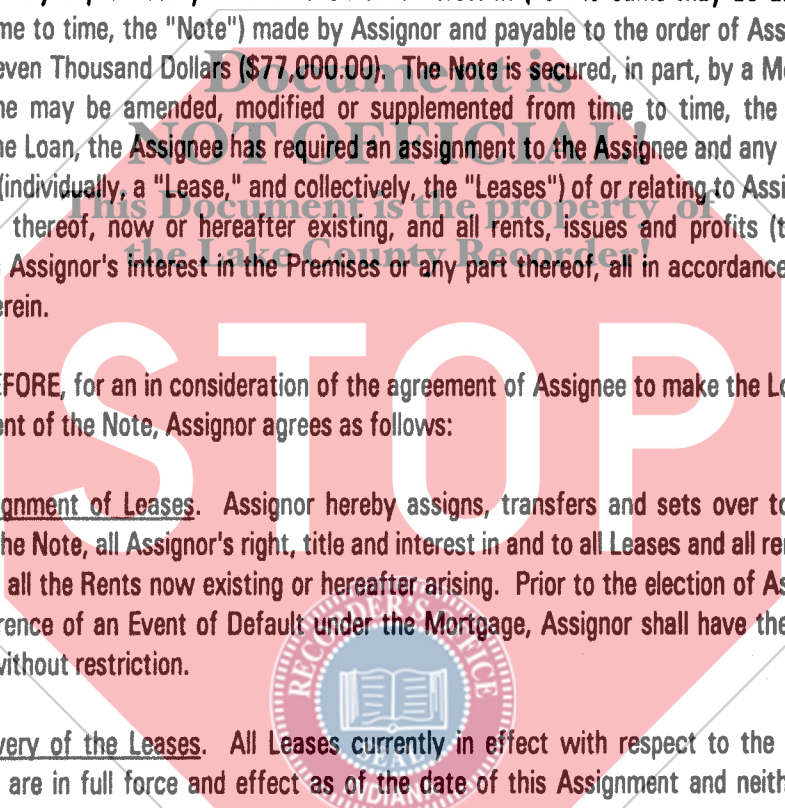 me to time, the "Note") made by Assignor and payable to the order of Ass
even Thousand Dollars ($77,000.00). The Note is secured, in part, by a M
Document is
ne may be amended, modified or supplemented from time to time, the
NOT OFFICIAL!
ne Loan, the Assignee has required an assignment to the Assignee and any
(individually, a "Lease," and collectively, the "Leases") of or relating to Assi
This Document is the property of
thereof, now or hereafter existing, and all rents, issues and profits (t
the Lake County Recorder!
Assignor's interest in the Premises or any part thereof, all in accordance
erein.
STOP
EFORE, for an in consideration of the agreement of Assignee to make the Lo
ent of the Note, Assignor agrees as follows:
gnment of Leases. Assignor hereby assigns, transfers and sets over to
he Note, all Assignor's right, title and interest in and to all Leases and all re
all the Rents now existing or hereafter arising. Prior to the election of As
rence of an Event of Default under the Mortgage, Assignor shall have the
without restriction.
RECORDER'S OFFICE
SEAL
INDIANA
very of the Leases. All Leases currently in effect with respect to the
are in full force and effect as of the date of this Assignment and neith